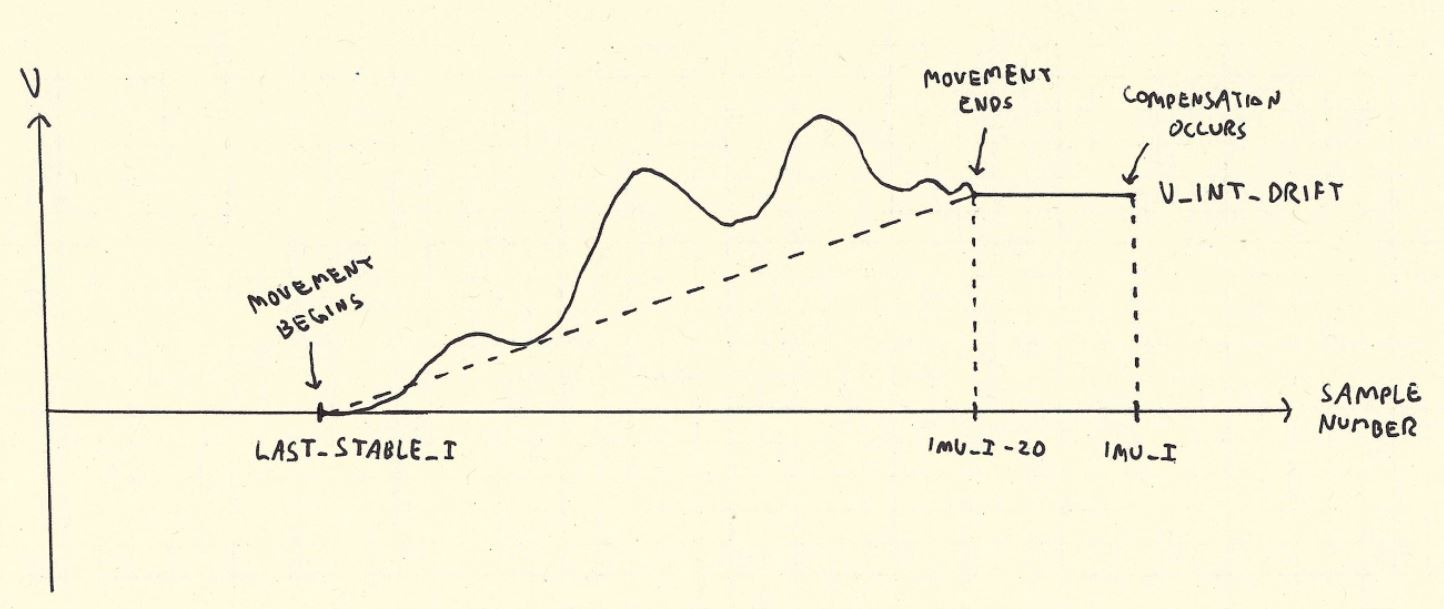 V
MOVEMENT
ENDS
COMPENSATION
OCCURS
V_INT_DRIFT
MOVEMENT
BEGINS
SAMPLE
NUMBER
LAST_STABLE_I
IMU_I-20
IMU_I